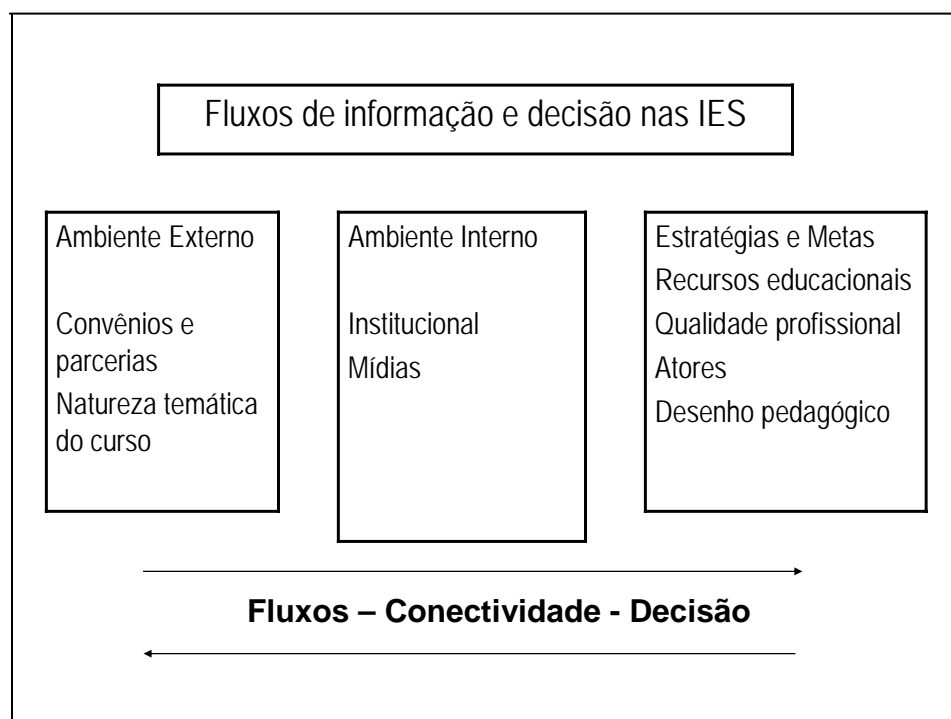 Fluxos de informação e decisão nas IES
Ambiente Externo
Convênios e
parcerias
Natureza temática
do curso
Ambiente Interno
Institucional
Mídias
Estratégias e Metas
Recursos educacionais
Qualidade profissional
Atores
Desenho pedagógico
Fluxos – Conectividade - Decisão